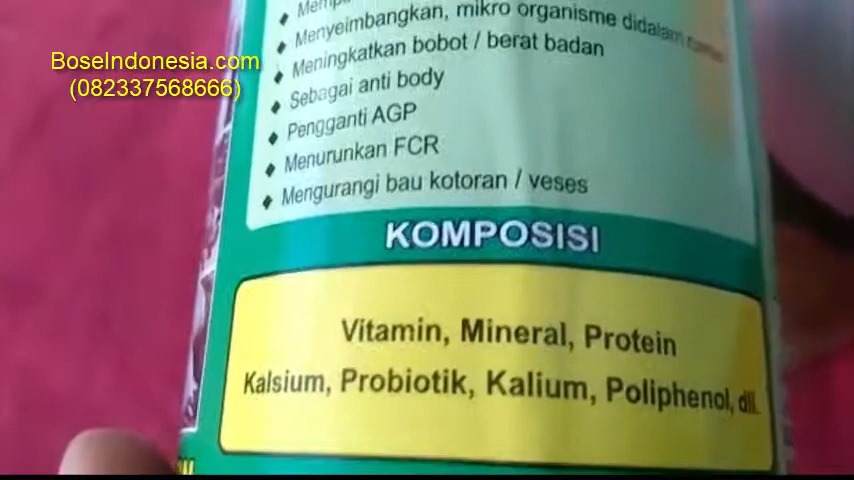 BoseIndonesia.com
(082337568666)
Menyeimbangkan, mikro organisme didalam
Meningkatkan bobot / berat badan
Sebagai anti body
Pengganti AGP
Menurunkan FCR
Mengurangi bau kotoran / veses
KOMPOSISI
Vitamin, Mineral, Protein
Kalsium, Probiotik, Kalium, Poliphenol, dll.